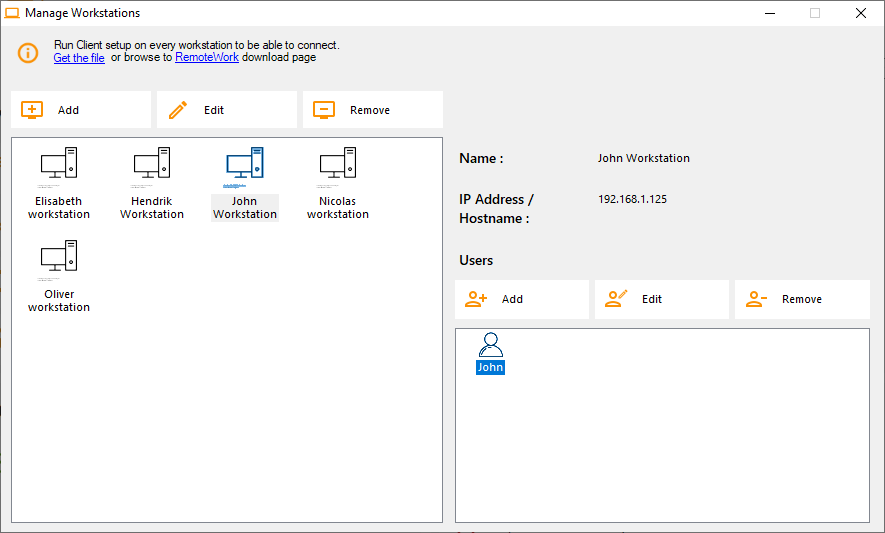 Manage Workstations
Run Client setup on every workstation to be able to connect.
Get the file or browse to RemoteWork download page
Add
Edit
Remove
Elisabeth
workstation
Hendrik
Workstation
John
Workstation
Nicolas
workstation
Oliver
workstation
Name :
John Workstation
IP Address /
Hostname :
192.168.1.125
Users
Add
Edit
Remove
John